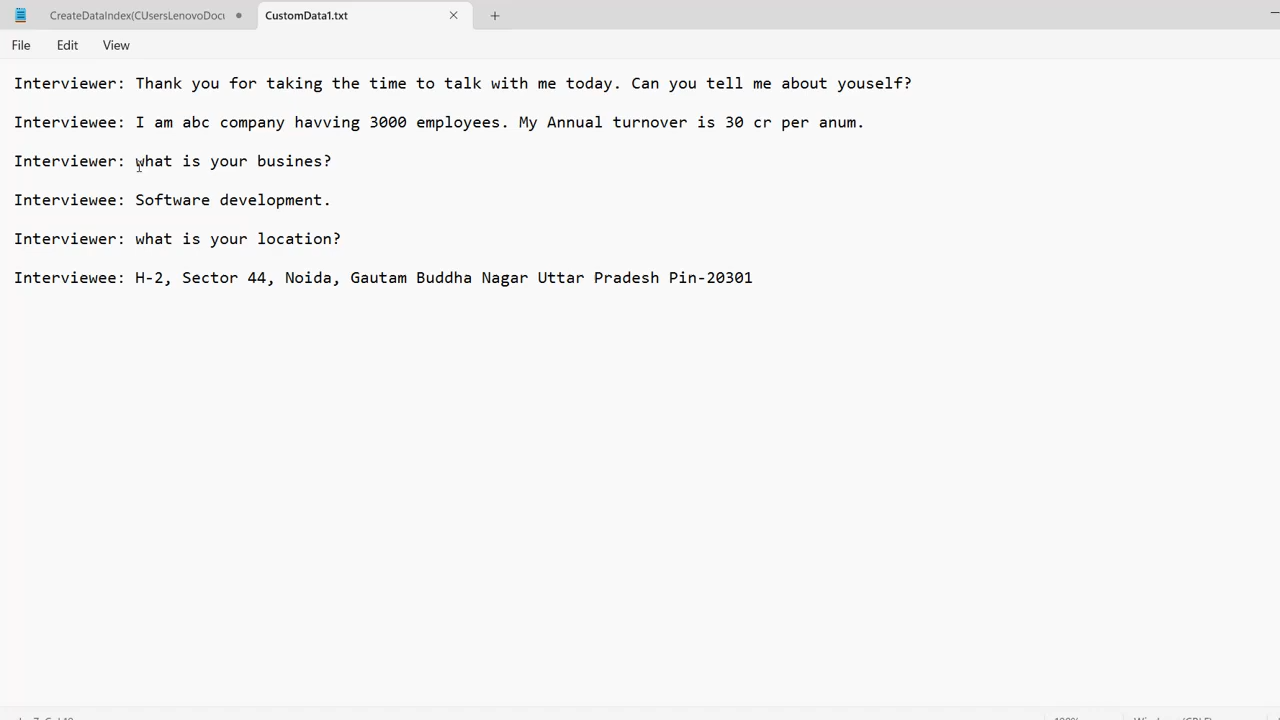 CreateDataIndex(CUsersLenovoDocu
CustomData1.txt
File Edit View
Interviewer: Thank you for taking the time to talk with me today. Can you tell me about youself?
Interviewee: I am abc company havving 3000 employees. My Annual turnover is 30 cr per anum.
Interviewer: what is your busines?
Interviewee: Software development.
Interviewer: what is your location?
Interviewee: H-2, Sector 44, Noida, Gautam Buddha Nagar Uttar Pradesh Pin-20301